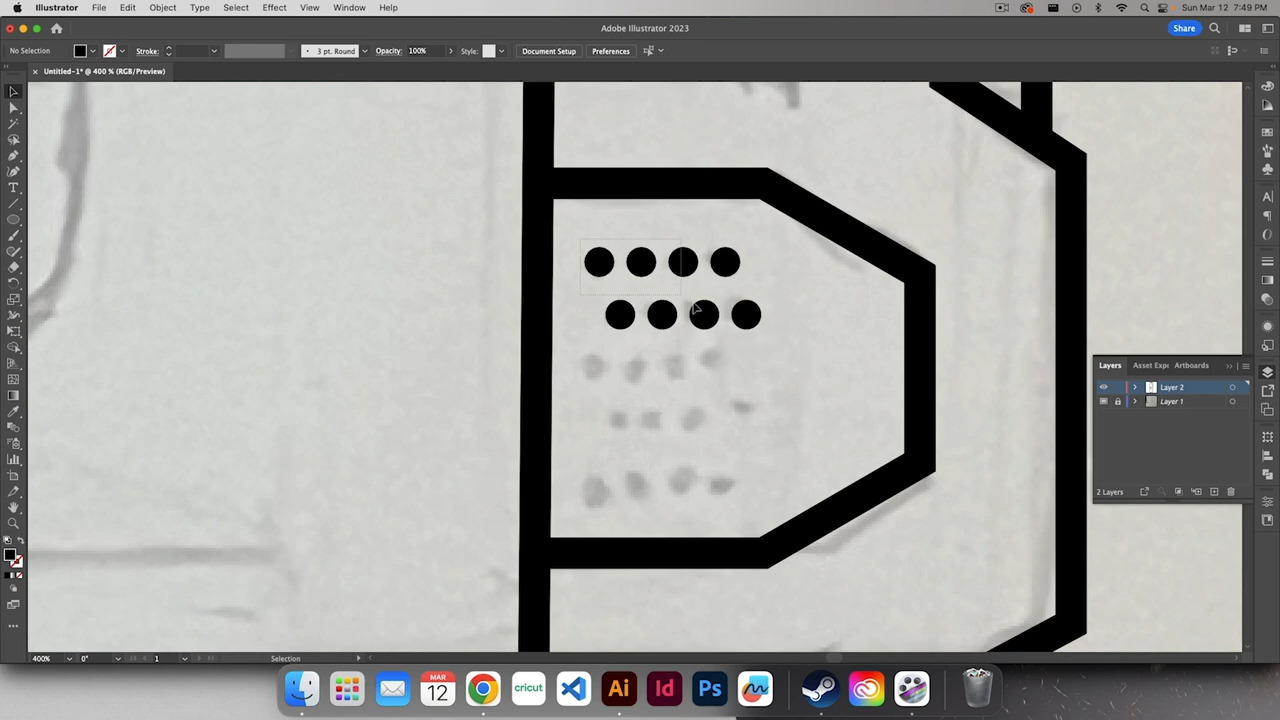 Illustrator File Edit Object Type Select Effect View Window Help Sun Mar 12 7:49 PM
Adobe Illustrator 2023 Share
No Selection Stroke: 3 pt. Round Opacity: 100% Style: Document Setup Preferences
× Untitled-1* @ 400 % (RGB/Preview)
Layers Asset Expo Artboards
Layer 2
Layer 1
2 Layers
400% 0° 1 Selection
MAR
12
cricut
Ai
Id
Ps